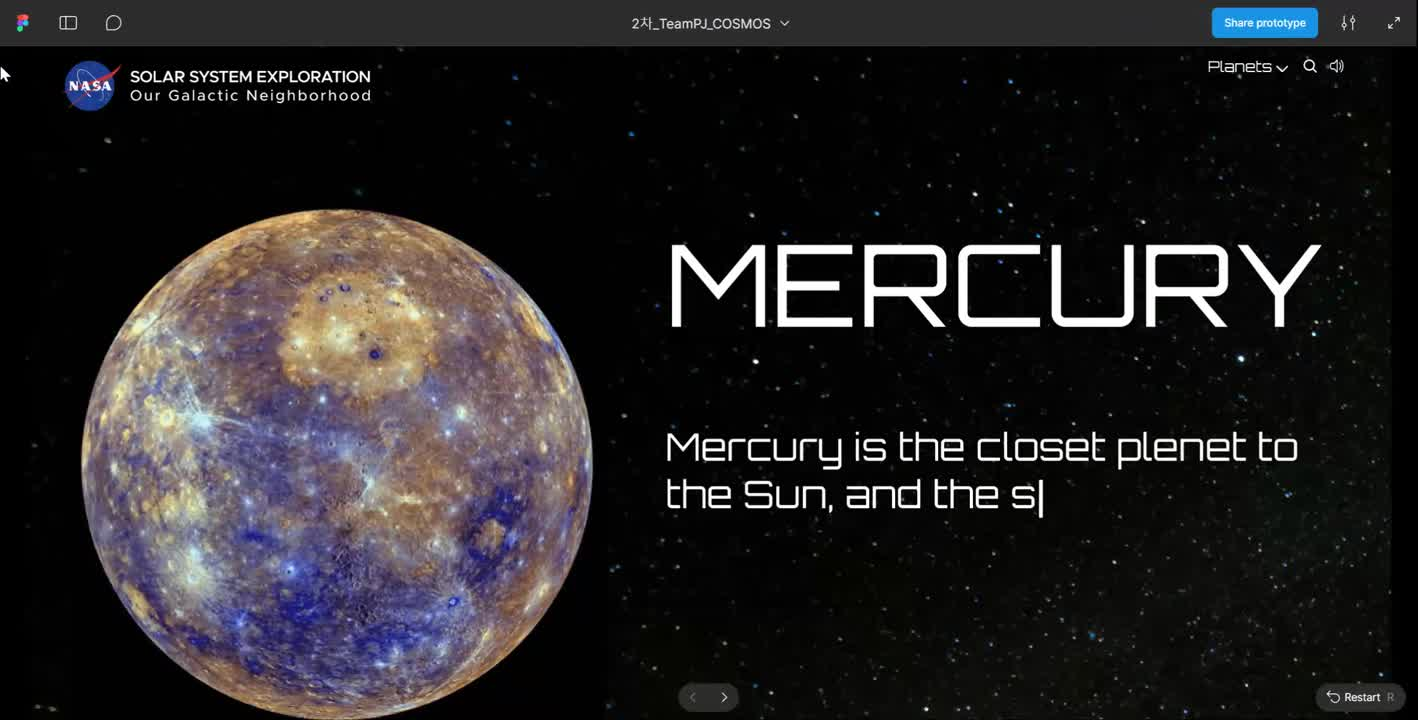 2차_TeamPJ_COSMOS
Share prototype
NASA
SOLAR SYSTEM EXPLORATION
Our Galactic Neighborhood
Planets
MERCURY
Mercury is the closet plenet to
the Sun, and the s
Restart R